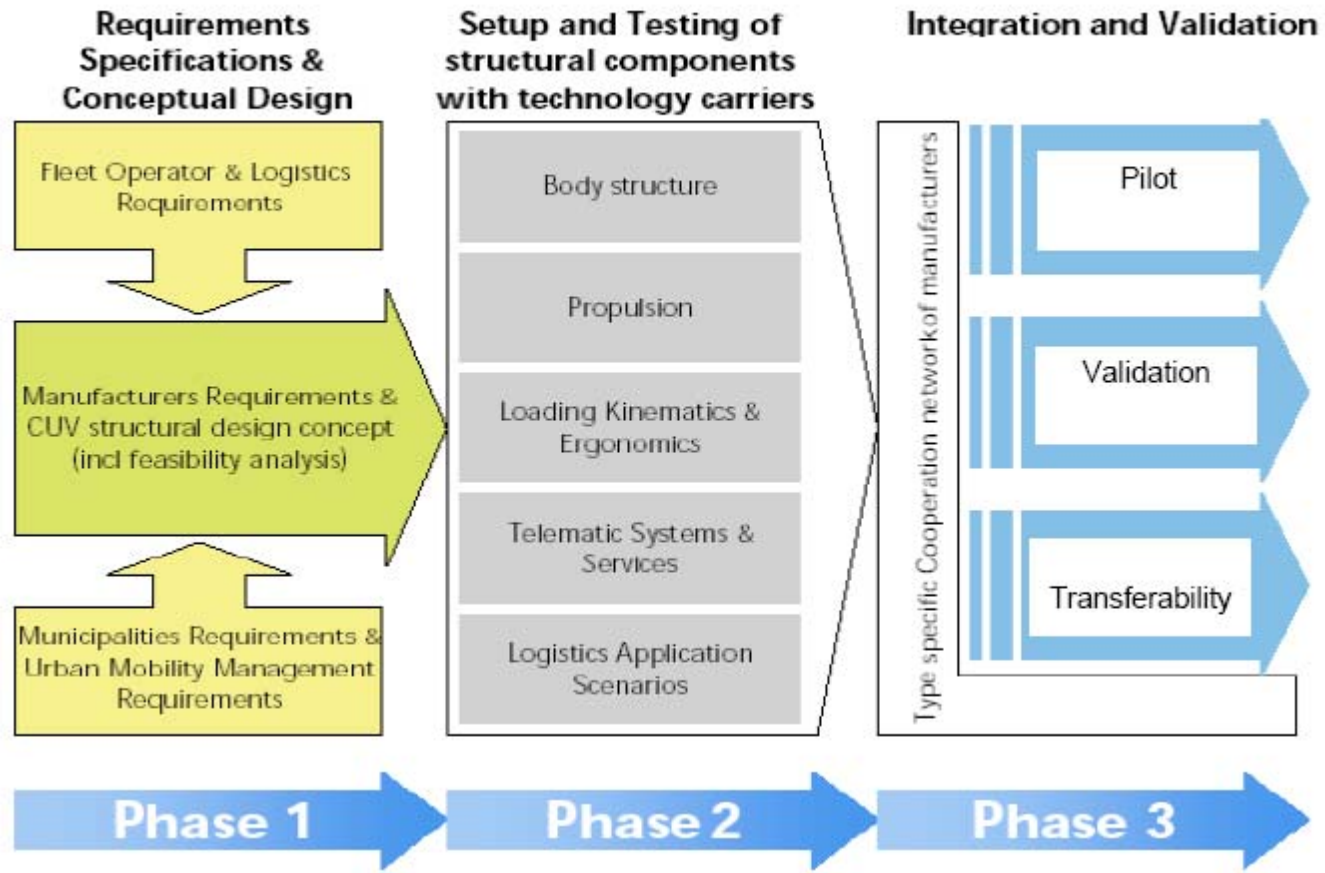 Requirements
Specifications &
Conceptual Design
Fleet Operator & Logistics
Requirements
Manufacturers Requirements &
CUV structural design concept
(incl feasibility analysis)
Municipalities Requirements &
Urban Mobility Management
Requirements
Setup and Testing of
structural components
with technology carriers
Body structure
Propulsion
Loading Kinematics &
Ergonomics
Telematic Systems &
Services
Logistics Application
Scenarios
Integration and Validation
Type specific Cooperation networkof manufacturers
Pilot
Validation
Transferability
Phase 1
Phase 2
Phase 3